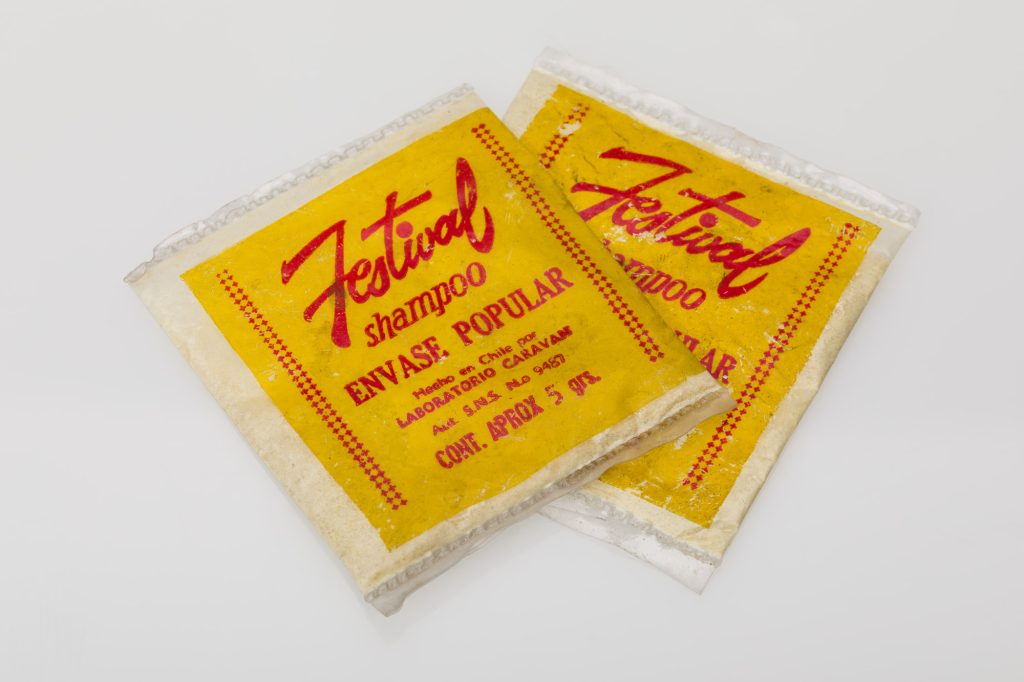 Festival
shampoo
ENVASE POPULAR
Hecho en Chile por
LABORATORIO CARAVAN
Aut S.N.S. No 9457
CONT. APROX 5 grs.
Festival
shampoo
ULAR